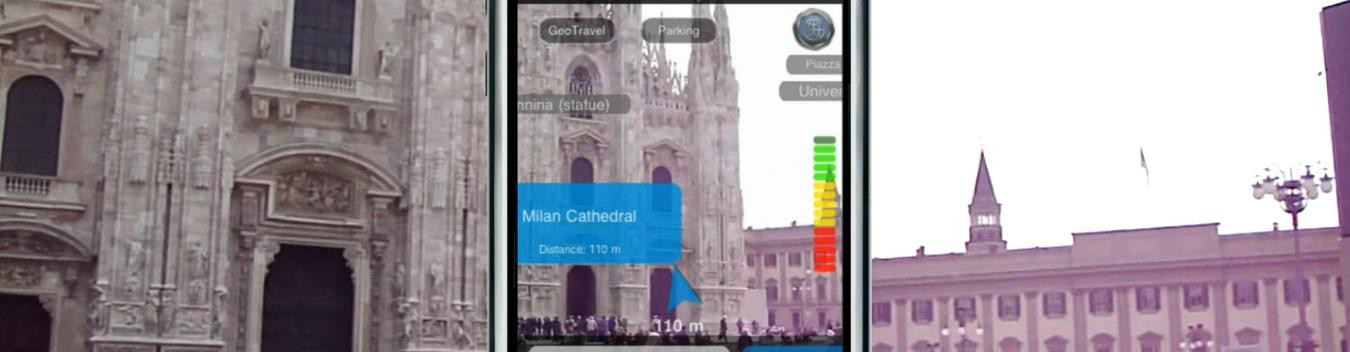 GeoTravel
Parking
Piazza
Univer
nnina (statue)
Milan Cathedral
Distance: 110 m
110 m